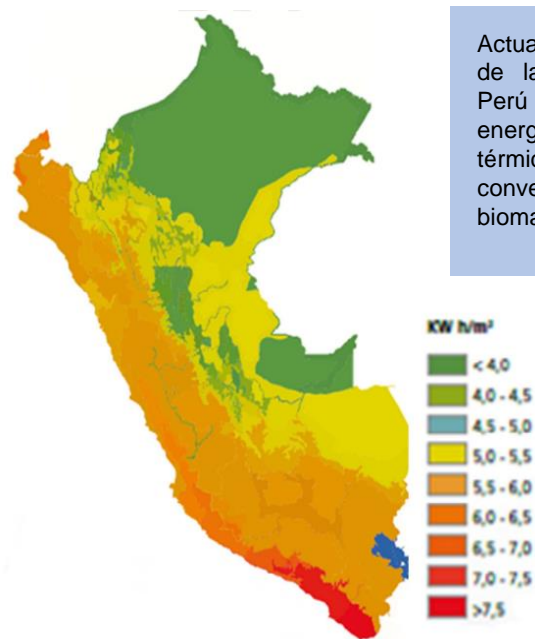 Actua
de la
Perú
energ
térmic
conve
bioma
KW h/m²
< 4,0
4,0 - 4,5
4,5 - 5,0
5,0 - 5,5
5,5 - 6,0
6,0 - 6,5
6,5 - 7,0
7,0 - 7,5
>7,5